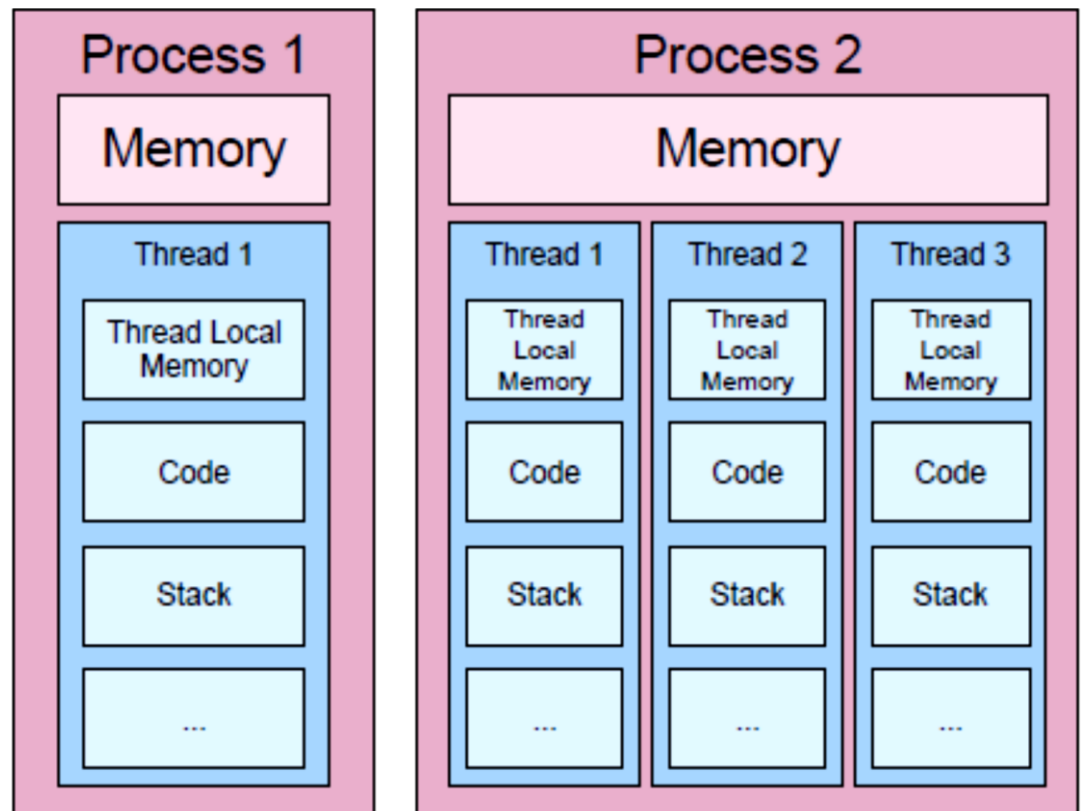 Process 1
Memory
Thread 1
Thread Local
Memory
Code
Stack
...
Process 2
Memory
Thread 1
Thread
Local
Memory
Code
Stack
...
Thread 2
Thread
Local
Memory
Code
Stack
...
Thread 3
Thread
Local
Memory
Code
Stack
...